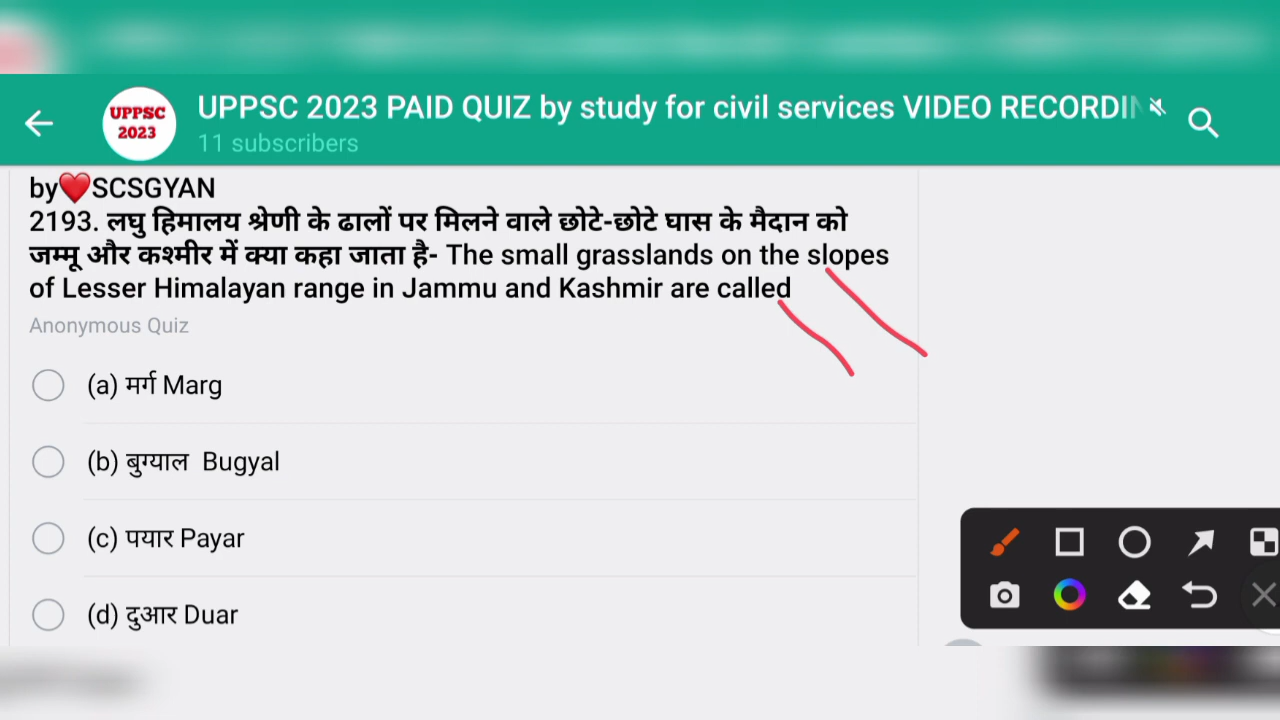 UPPSC
2023
UPPSC 2023 PAID QUIZ by study for civil services VIDEO RECORDIN
11 subscribers
by❤️SCSGYAN
2193. लघु हिमालय श्रेणी के ढालों पर मिलने वाले छोटे-छोटे घास के मैदान को
जम्मू और कश्मीर में क्या कहा जाता है- The small grasslands on the slopes
of Lesser Himalayan range in Jammu and Kashmir are called
Anonymous Quiz
(a) मर्ग Marg
(b) बुग्याल Bugyal
(c) पयार Payar
(d) दुआर Duar